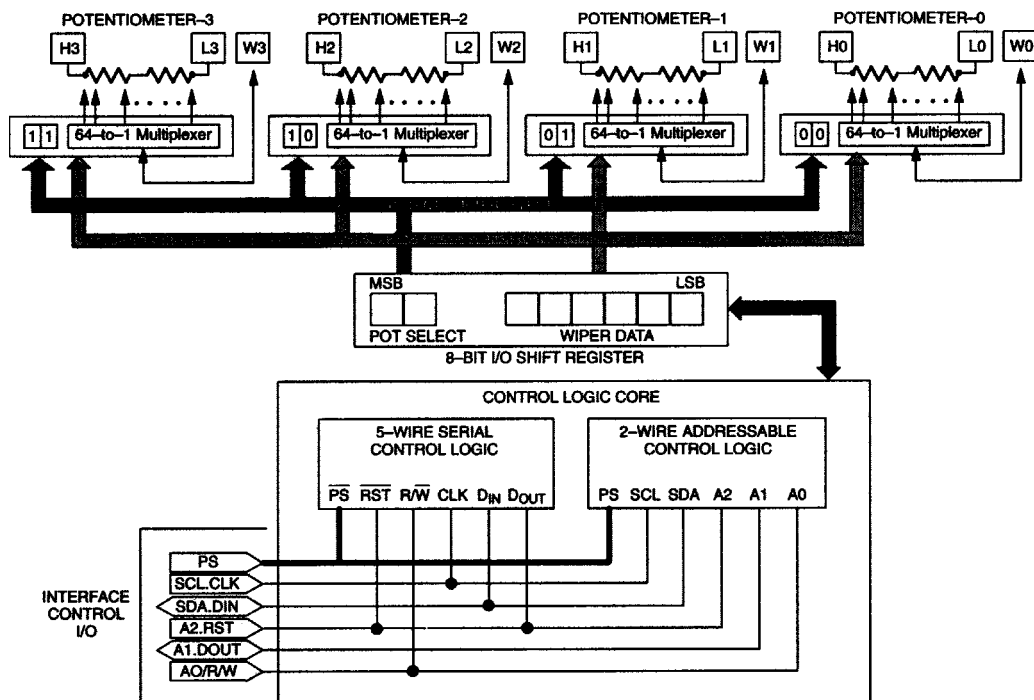 POTENTIOMETER–3 POTENTIOMETER–2 POTENTIOMETER–1 POTENTIOMETER–0
H3 L3 W3 H2 L2 W2 H1 L1 W1 H0 L0 W0
1 1 64–to–1 Multiplexer 1 0 64–to–1 Multiplexer 0 1 64–to–1 Multiplexer 0 0 64–to–1 Multiplexer
MSB LSB
POT SELECT WIPER DATA
8–BIT I/O SHIFT REGISTER
CONTROL LOGIC CORE
5–WIRE SERIAL
CONTROL LOGIC
P̅S̅ R̅S̅T̅ R/W̅ CLK DIN DOUT
2–WIRE ADDRESSABLE
CONTROL LOGIC
PS SCL SDA A2 A1 A0
INTERFACE
CONTROL
I/O
PS
SCL.CLK
SDA.DIN
A2.RST
A1.DOUT
AO/R/W